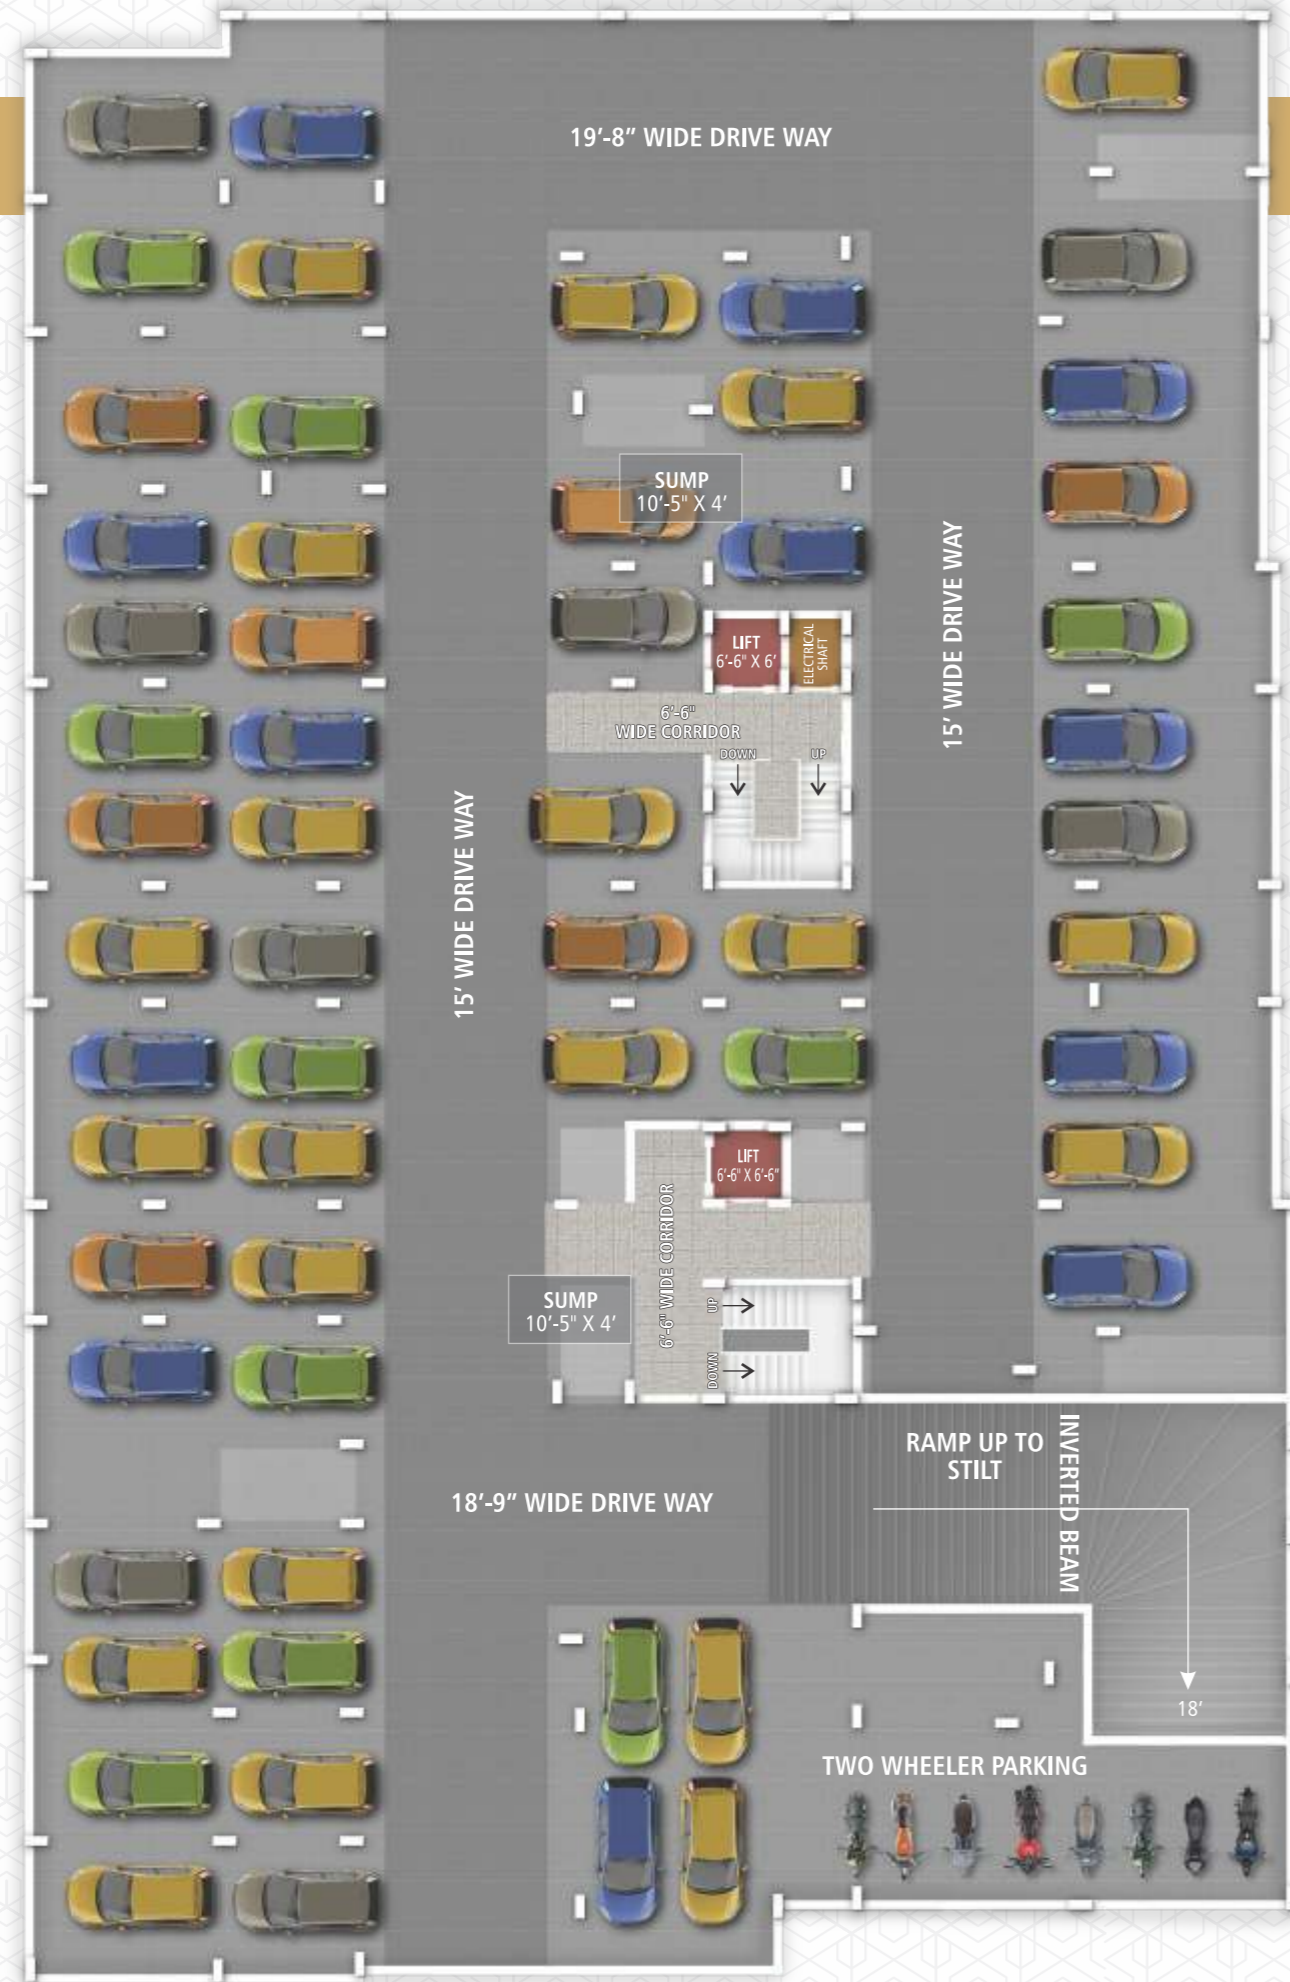 19’-8” WIDE DRIVE WAY
SUMP
10’-5" X 4’
15’ WIDE DRIVE WAY
LIFT
6’-6" X 6’
ELECTRICAL
SHAFT
6’-6"
WIDE CORRIDOR
DOWN
UP
15’ WIDE DRIVE WAY
LIFT
6’-6" X 6’-6”
6’-6" WIDE CORRIDOR
SUMP
10’-5" X 4’
UP
DOWN
RAMP UP TO
STILT
INVERTED BEAM
18’-9” WIDE DRIVE WAY
18’
TWO WHEELER PARKING